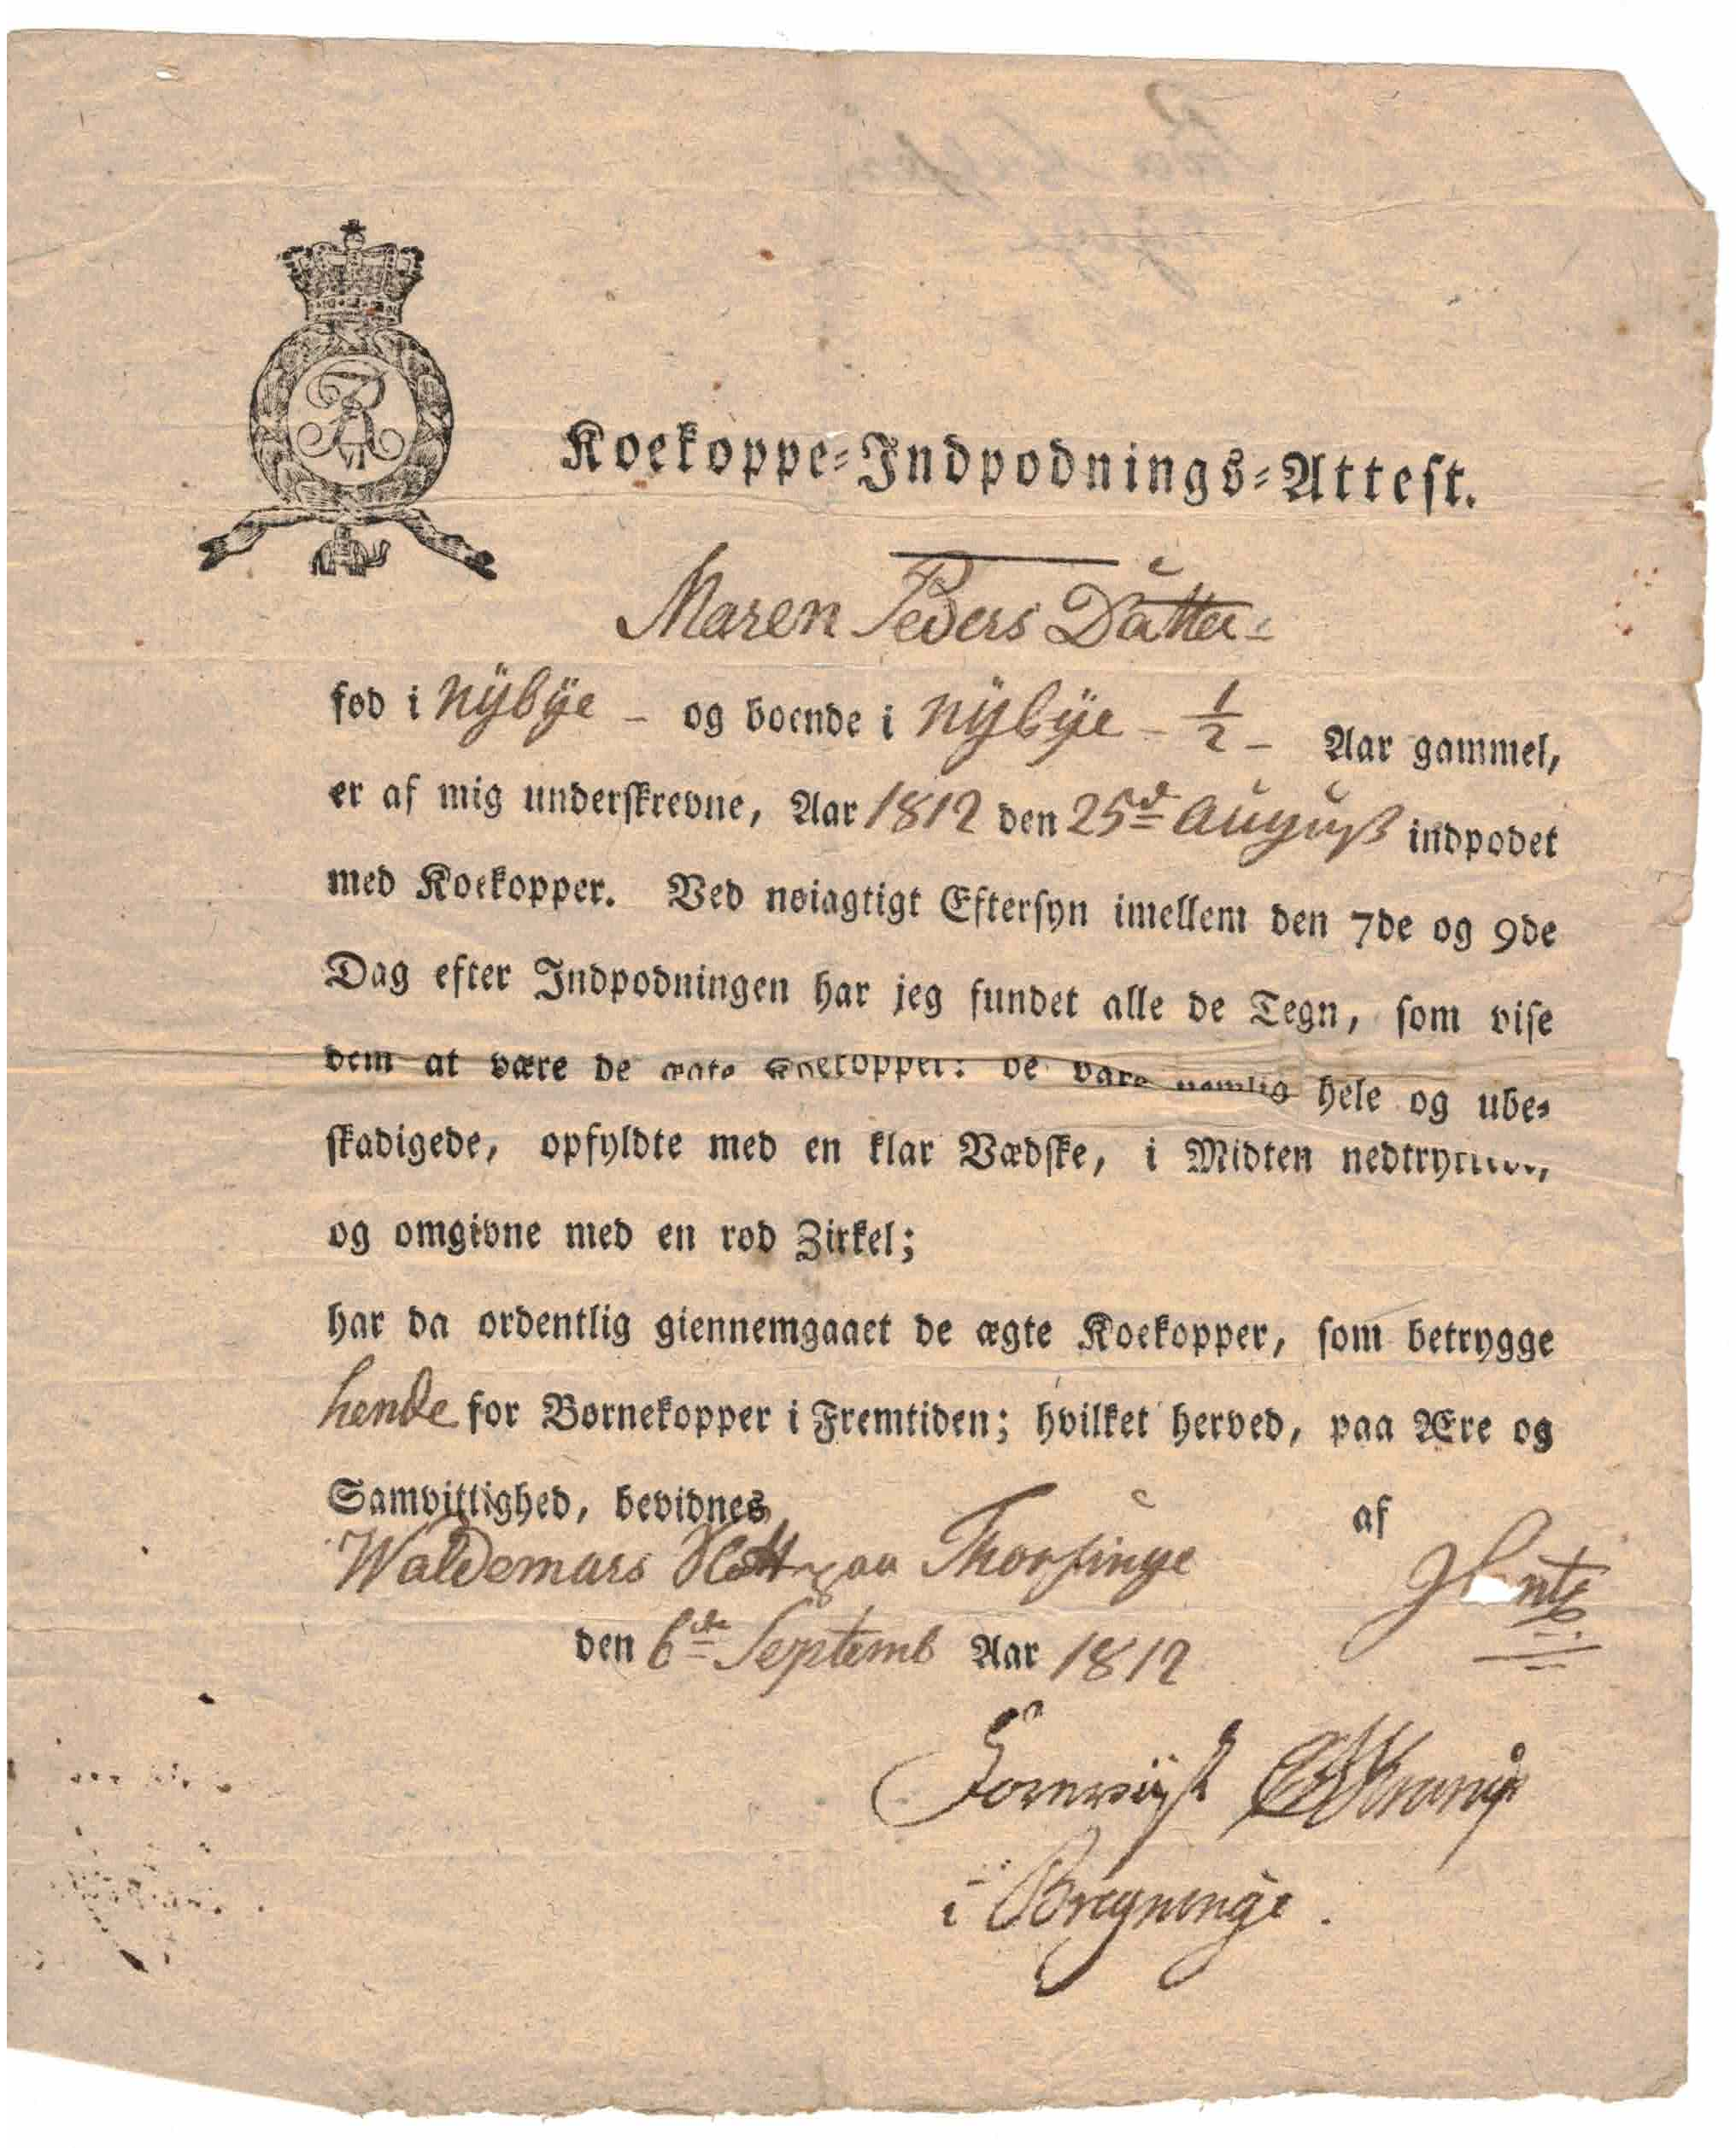 Koekoppe-Indpodnings-Attest.
Maren Peders Datter
fød i Nÿbÿe - og boende i Nÿbÿe - 1/2 - Aar gammel,
er af mig underskrevne, Aar 1812 den 25d August indpodet
med Koekopper. Ved nøiagtigt Eftersyn imellem den 7de og 9de
Dag efter Indpodningen har jeg fundet alle de Tegn, som vise
dem at være de ægte Koekopper: de vare nemlig hele og ube-
skadigede, opfyldte med en klar Vædske, i Midten
og omgivne med en rød Zirkel;
har da ordentlig giennemgaaet de ægte Koekopper, som betrygge
hende for Børnekopper i Fremtiden; hvilket herved, paa Ære og
Samvittighed, bevidnes af
Waldemars Slott paa Thorsinge
den 6te Septemb Aar 1812
Foreviist
i Bregninge.